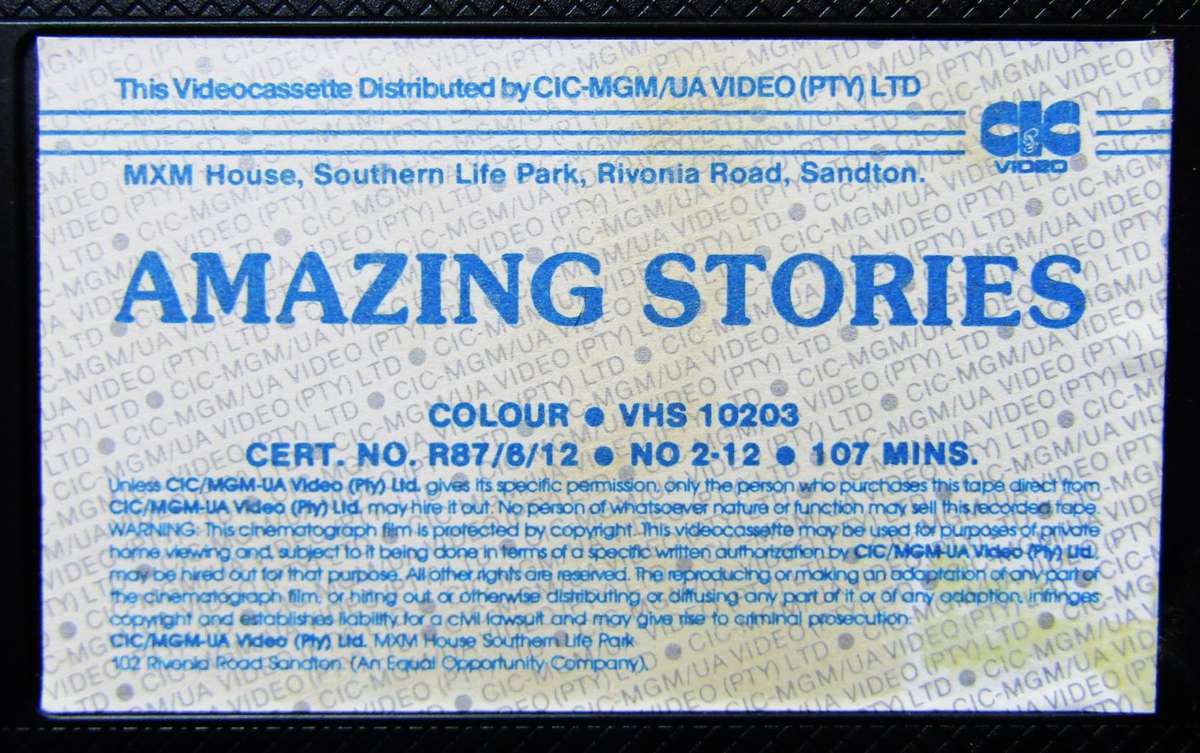 This Videocassette Distributed by CIC-MGM/UA VIDEO (PTY) LTD
CIC
VIDEO
MXM House, Southern Life Park, Rivonia Road, Sandton.
AMAZING STORIES
COLOUR ● VHS 10203
CERT. NO. R87/6/12 ● NO 2-12 ● 107 MINS.
Unless CIC/MGM-UA Video (Pty) Ltd. gives its specific permission, only the person who purchases this tape direct from
CIC/MGM-UA Video (Pty) Ltd. may hire it out. No person of whatsoever nature or function may sell this recorded tape.
WARNING: This cinematograph film is protected by copyright. This videocassette may be used for purposes of private
home viewing and, subject to it being done in terms of a specific written authorization by CIC/MGM-UA Video (Pty) Ltd.
may be hired out for that purpose. All other rights are reserved. The reproducing or making an adaptation of any part of
the cinematograph film, or hiring out, or otherwise distributing or diffusing any part of it or of any adaption, infringes
copyright and establishes liability for a civil lawsuit and may give rise to criminal prosecution.
CIC/MGM-UA Video (Pty) Ltd. MXM House Southern Life Park
102 Rivonia Road Sandton. (An Equal Opportunity Company).